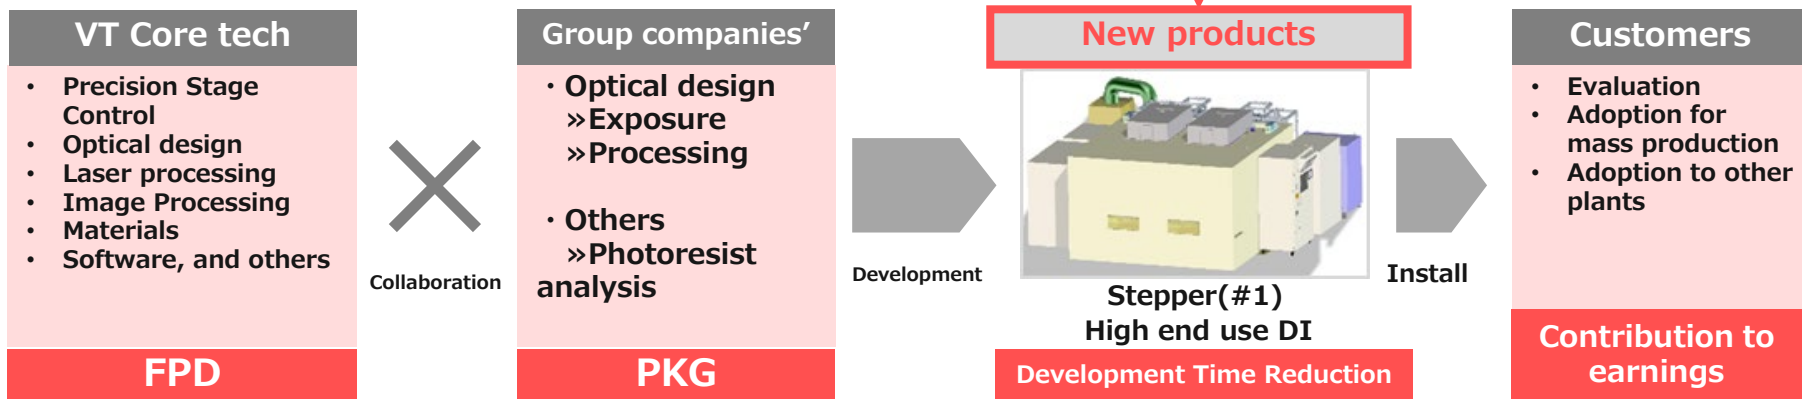 VT Core tech
• Precision Stage
Control
• Optical design
• Laser processing
• Image Processing
• Materials
• Software, and others
FPD
Collaboration
Group companies’
・Optical design
»Exposure
»Processing
・Others
»Photoresist
analysis
PKG
Development
New products
Stepper(#1)
High end use DI
Development Time Reduction
Install
Customers
• Evaluation
• Adoption for
mass production
• Adoption to other
plants
Contribution to
earnings